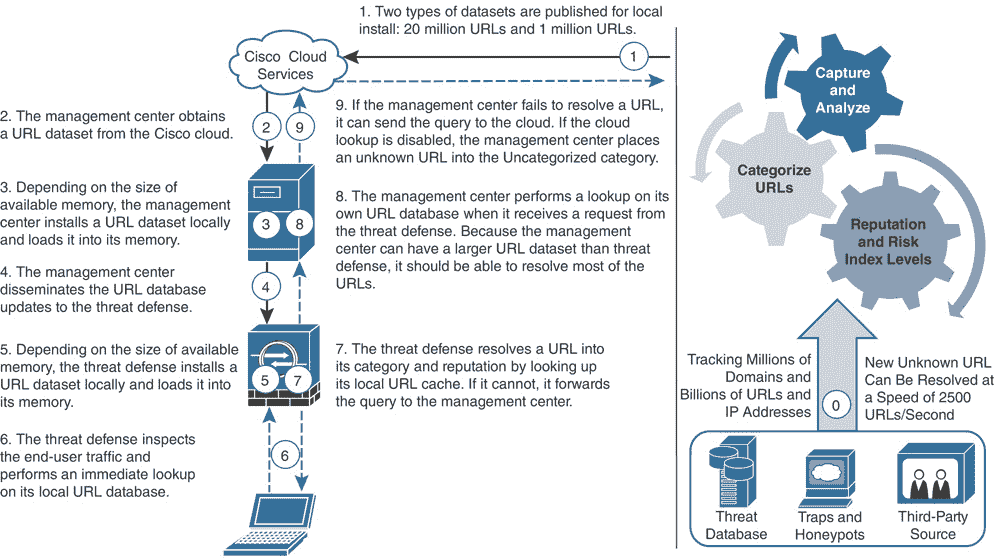 1. Two types of datasets are published for local
install: 20 million URLs and 1 million URLs.
1
Cisco Cloud
Services
2. The management center obtains
a URL dataset from the Cisco cloud.
2
9
9. If the management center fails to resolve a URL,
it can send the query to the cloud. If the cloud
lookup is disabled, the management center places
an unknown URL into the Uncategorized category.
3. Depending on the size of
available memory, the management
center installs a URL dataset locally
and loads it into its memory.
3
8
8. The management center performs a lookup on its
own URL database when it receives a request from
the threat defense. Because the management
center can have a larger URL dataset than threat
defense, it should be able to resolve most of the
URLs.
4. The management center
disseminates the URL database
updates to the threat defense.
4
5. Depending on the size of available
memory, the threat defense installs a
URL dataset locally and loads it into
its memory.
5
7
7. The threat defense resolves a URL into
its category and reputation by looking up
its local URL cache. If it cannot, it forwards
the query to the management center.
6. The threat defense inspects
the end-user traffic and
performs an immediate lookup
on its local URL database.
6
Capture
and
Analyze
Categorize
URLs
Reputation
and Risk
Index Levels
Tracking Millions of
Domains and
Billions of URLs and
IP Addresses
0
New Unknown URL
Can Be Resolved at
a Speed of 2500
URLs/Second
Threat
Database
Traps and
Honeypots
Third-Party
Source